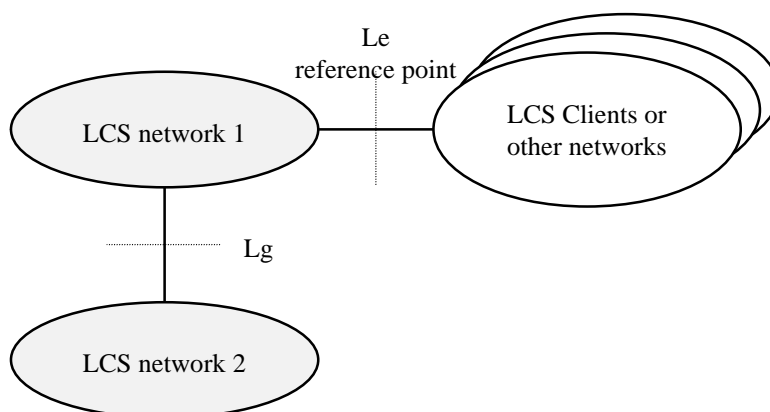 Le
reference point
LCS network 1
LCS Clients or
other networks
Lg
LCS network 2